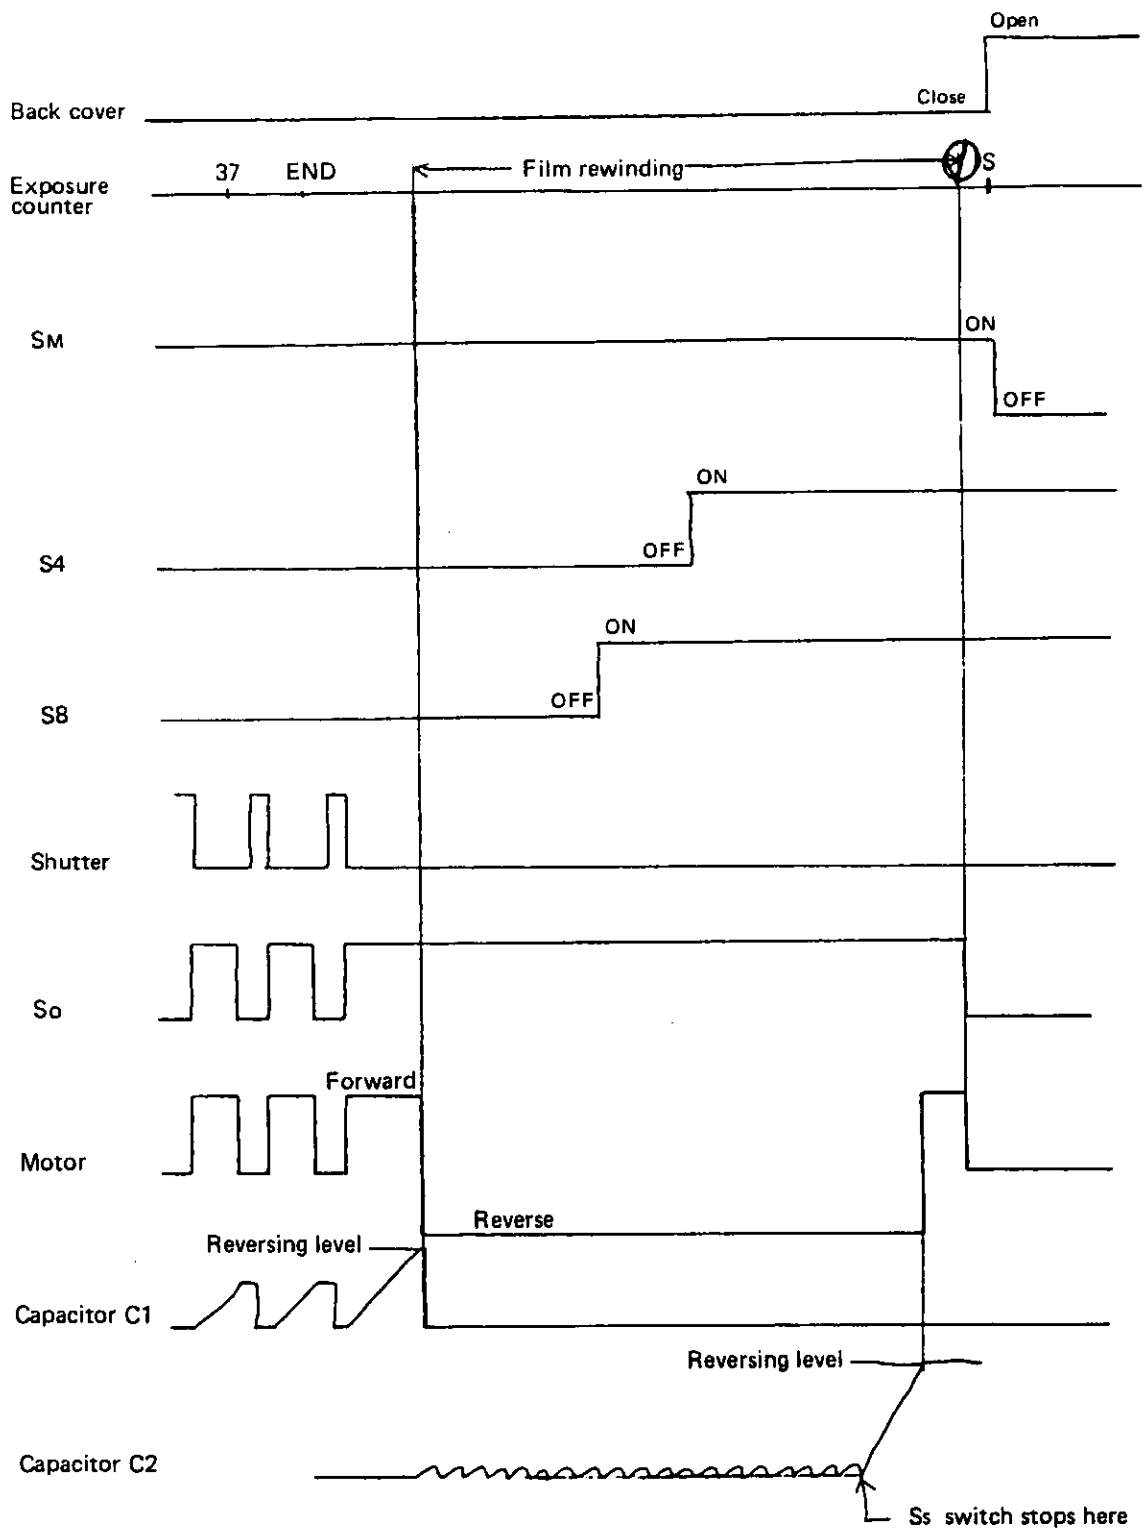 Open
Close
Back cover
37 END
Film rewinding
S
Exposure
counter
SM
ON
OFF
ON
OFF
S4
ON
OFF
S8
Shutter
So
Forward
Motor
Reverse
Reversing level
Capacitor C1
Reversing level
Capacitor C2
Ss switch stops here